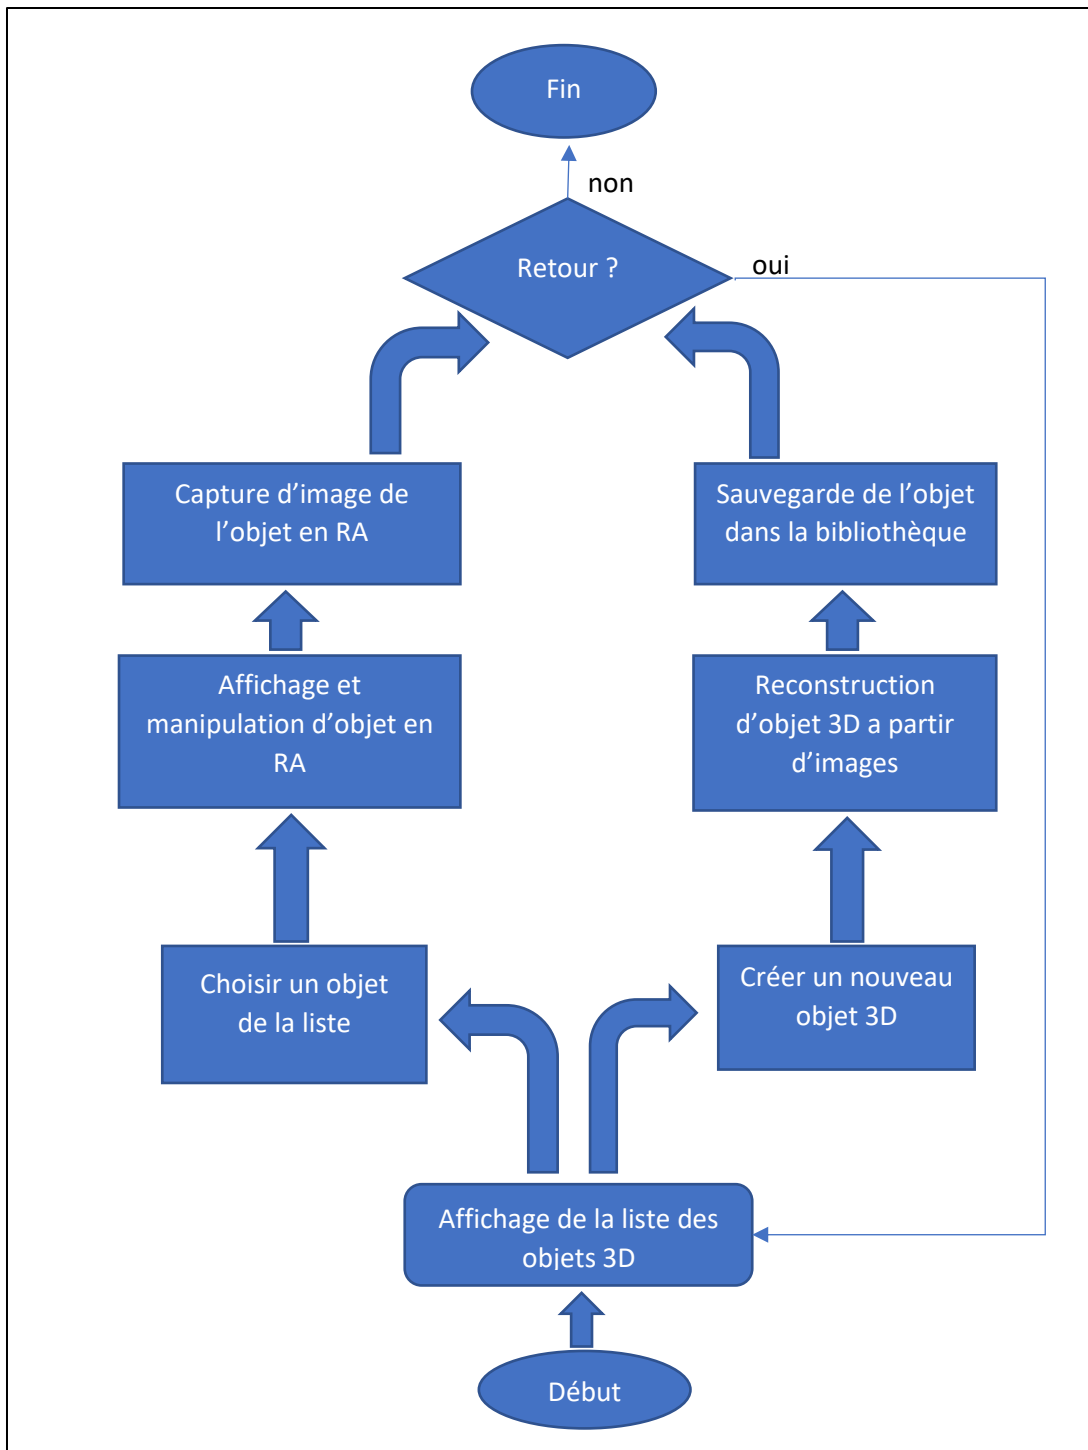 Fin
non
Retour ?
oui
Capture d’image de
l’objet en RA
Sauvegarde de l’objet
dans la bibliothèque
Affichage et
manipulation d’objet en
RA
Reconstruction
d’objet 3D a partir
d’images
Choisir un objet
de la liste
Créer un nouveau
objet 3D
Affichage de la liste des
objets 3D
Début